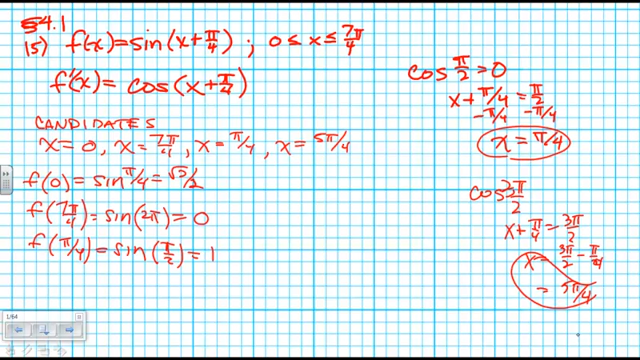 §4.1
15) f(x) = sin(x + π/4) ; 0 ≤ x ≤ 7π/4
f'(x) = cos(x + π/4)
CANDIDATES
x = 0, x = 7π/4, x = π/4, x = 5π/4
f(0) = sin π/4 = √2/2
f(7π/4) = sin(2π) = 0
f(π/4) = sin(π/2) = 1
cos π/2 = 0
x + π/4 = π/2
-π/4 -π/4
x = π/4
cos 3π/2
x + π/4 = 3π/2
x = 3π/2 - π/4
= 5π/4
1/64